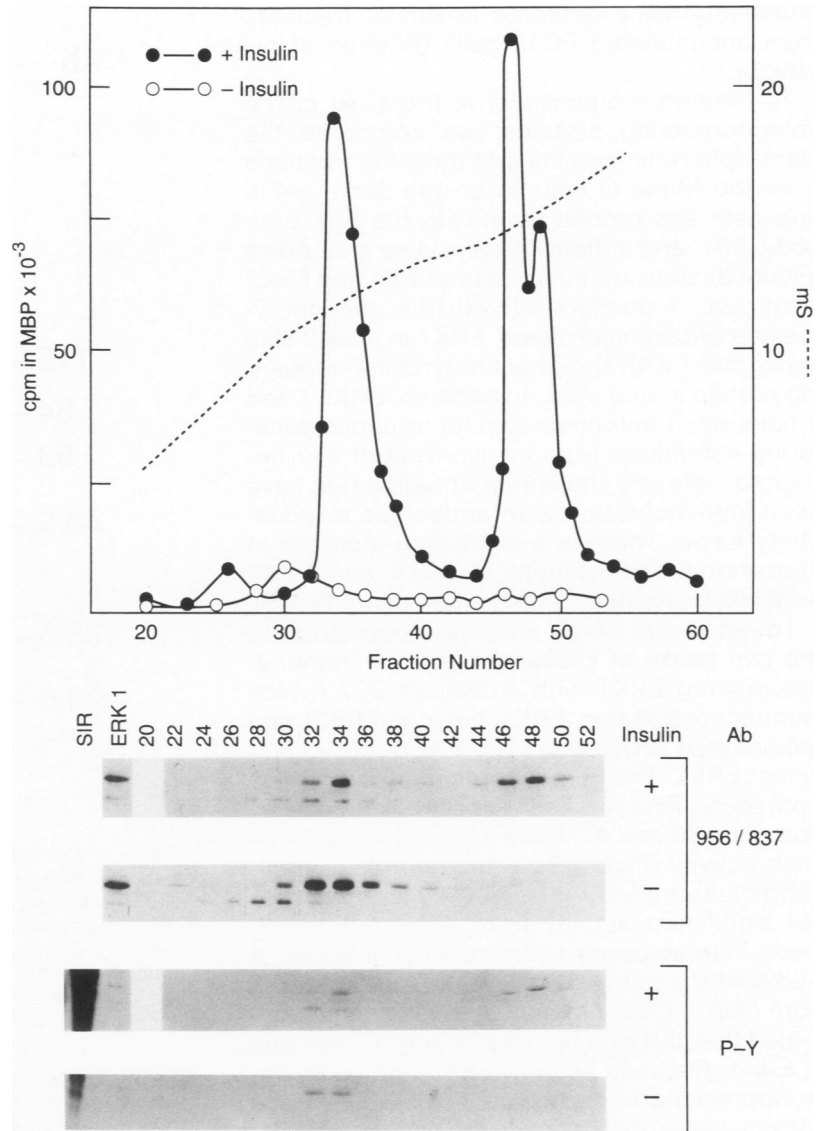 100
50
cpm in MBP x 10⁻³
+ Insulin
– Insulin
20
10
mS
20
30
40
50
60
Fraction Number
SIR
ERK 1
20
22
24
26
28
30
32
34
36
38
40
42
44
46
48
50
52
Insulin
Ab
+
–
956 / 837
+
–
P–Y